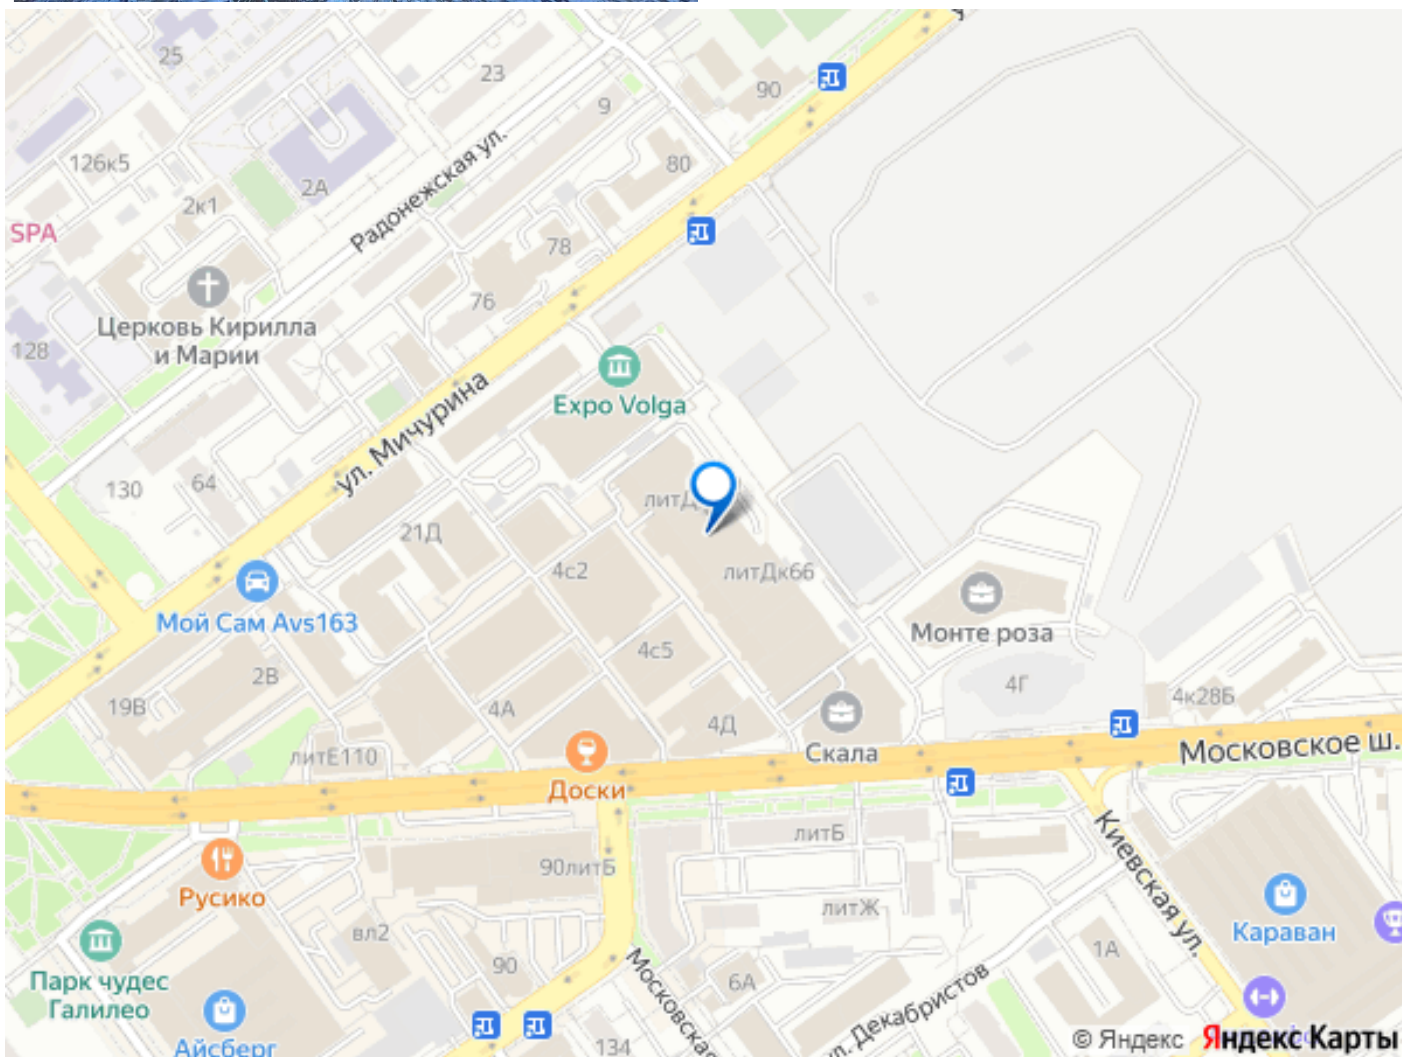 25
23
9
90
126к5
2А
2к1
80
Радонежская ул.
SPA
78
76
Церковь Кирилла
и Марии
128
Expo Volga
ул. Мичурина
130
64
литД
21Д
4с2
литДк66
Мой Сам Avs163
Монте роза
4с5
2В
4Г
4к28Б
19В
4А
4Д
литЕ110
Скала
Московское ш.
Доски
литБ
Киевская ул.
90литБ
Русико
литЖ
вл2
Караван
1А
90
6А
Парк чудес
Галилео
Московская
ул. Декабристов
Айсберг
134
© Яндекс Яндекс Карты